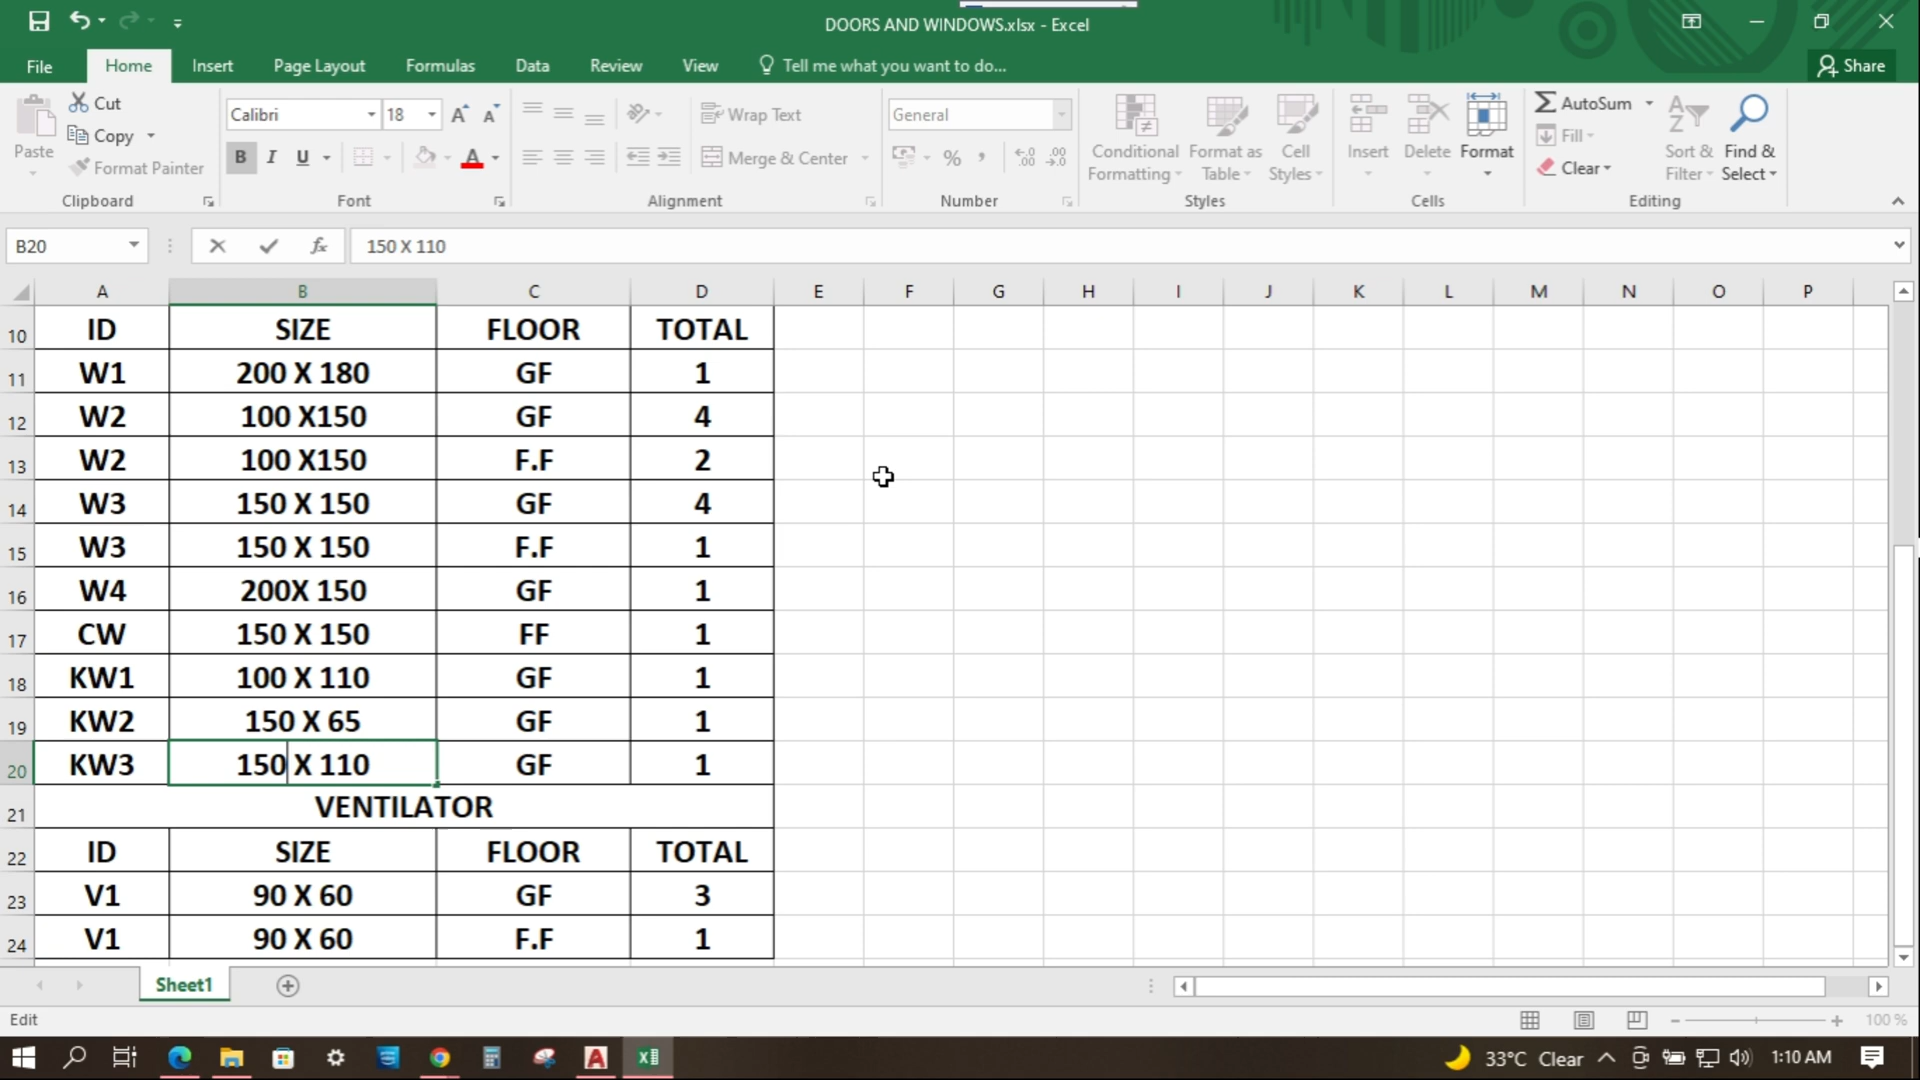 DOORS AND WINDOWS.xlsx - Excel
File Home Insert Page Layout Formulas Data Review View Tell me what you want to do... Share
Paste
Cut
Copy
Format Painter
Clipboard
Calibri 18
B I U
Font
Wrap Text
Merge & Center
Alignment
General
Number
Conditional Formatting
Format as Table
Cell Styles
Styles
Insert Delete Format
Cells
AutoSum
Fill
Clear
Sort & Filter
Find & Select
Editing
B20 fx 150 X 110
A B C D E F G H I J K L M N O P
10 ID SIZE FLOOR TOTAL
11 W1 200 X 180 GF 1
12 W2 100 X150 GF 4
13 W2 100 X150 F.F 2
14 W3 150 X 150 GF 4
15 W3 150 X 150 F.F 1
16 W4 200X 150 GF 1
17 CW 150 X 150 FF 1
18 KW1 100 X 110 GF 1
19 KW2 150 X 65 GF 1
20 KW3 150 X 110 GF 1
21 VENTILATOR
22 ID SIZE FLOOR TOTAL
23 V1 90 X 60 GF 3
24 V1 90 X 60 F.F 1
Sheet1
Edit 100 %
33°C Clear 1:10 AM